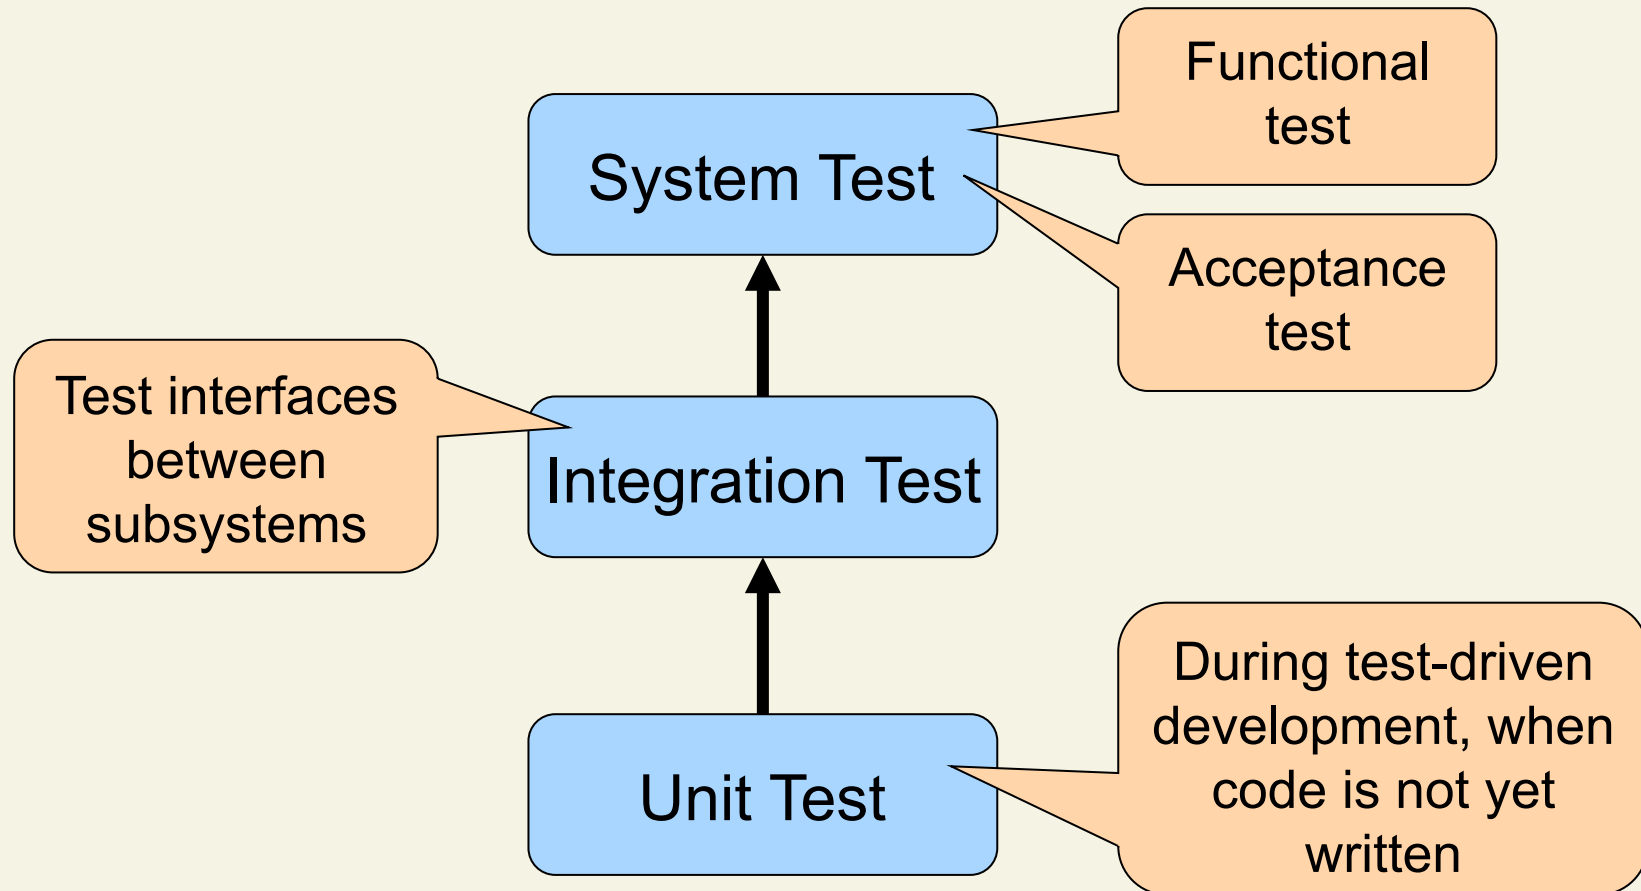 Functional
test
System Test
Acceptance
test
Test interfaces
between
subsystems
Integration Test
During test-driven
development, when
code is not yet
written
Unit Test